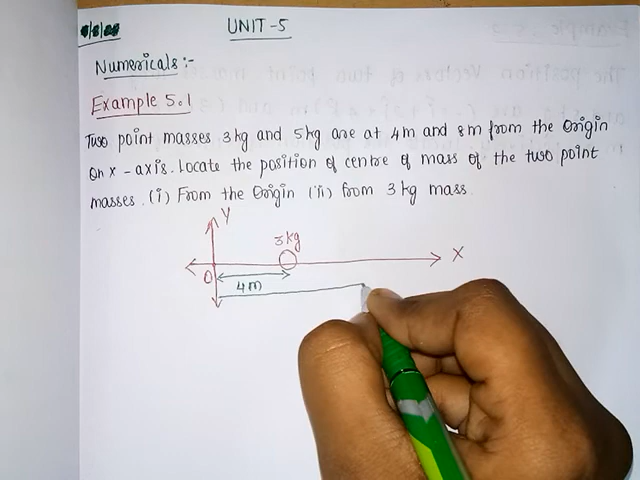 UNIT-5
Numericals:-
Example 5.1
Two point masses 3kg and 5kg are at 4m and 8m from the Origin
on x-axis. Locate the position of centre of mass of the two point
masses. (i) From the Origin (ii) from 3kg mass.
Y
3kg
X
O
4m